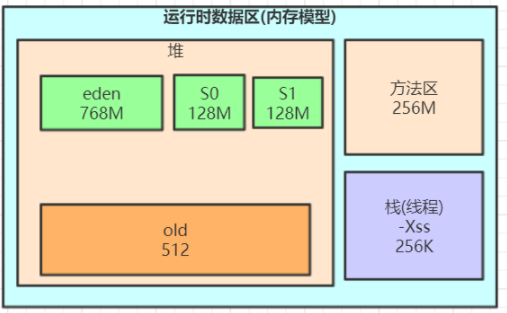 运行时数据区(内存模型)
堆
eden
768M
S0
128M
S1
128M
old
512
方法区
256M
栈(线程)
-Xss
256K